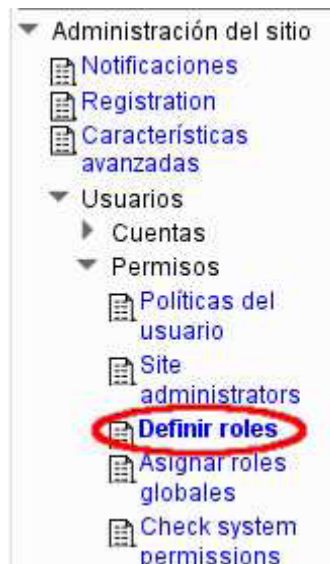 Administración del sitio
Notificaciones
Registration
Características
avanzadas
Usuarios
Cuentas
Permisos
Políticas del
usuario
Site
administrators
Definir roles
Asignar roles
globales
Check system
permissions